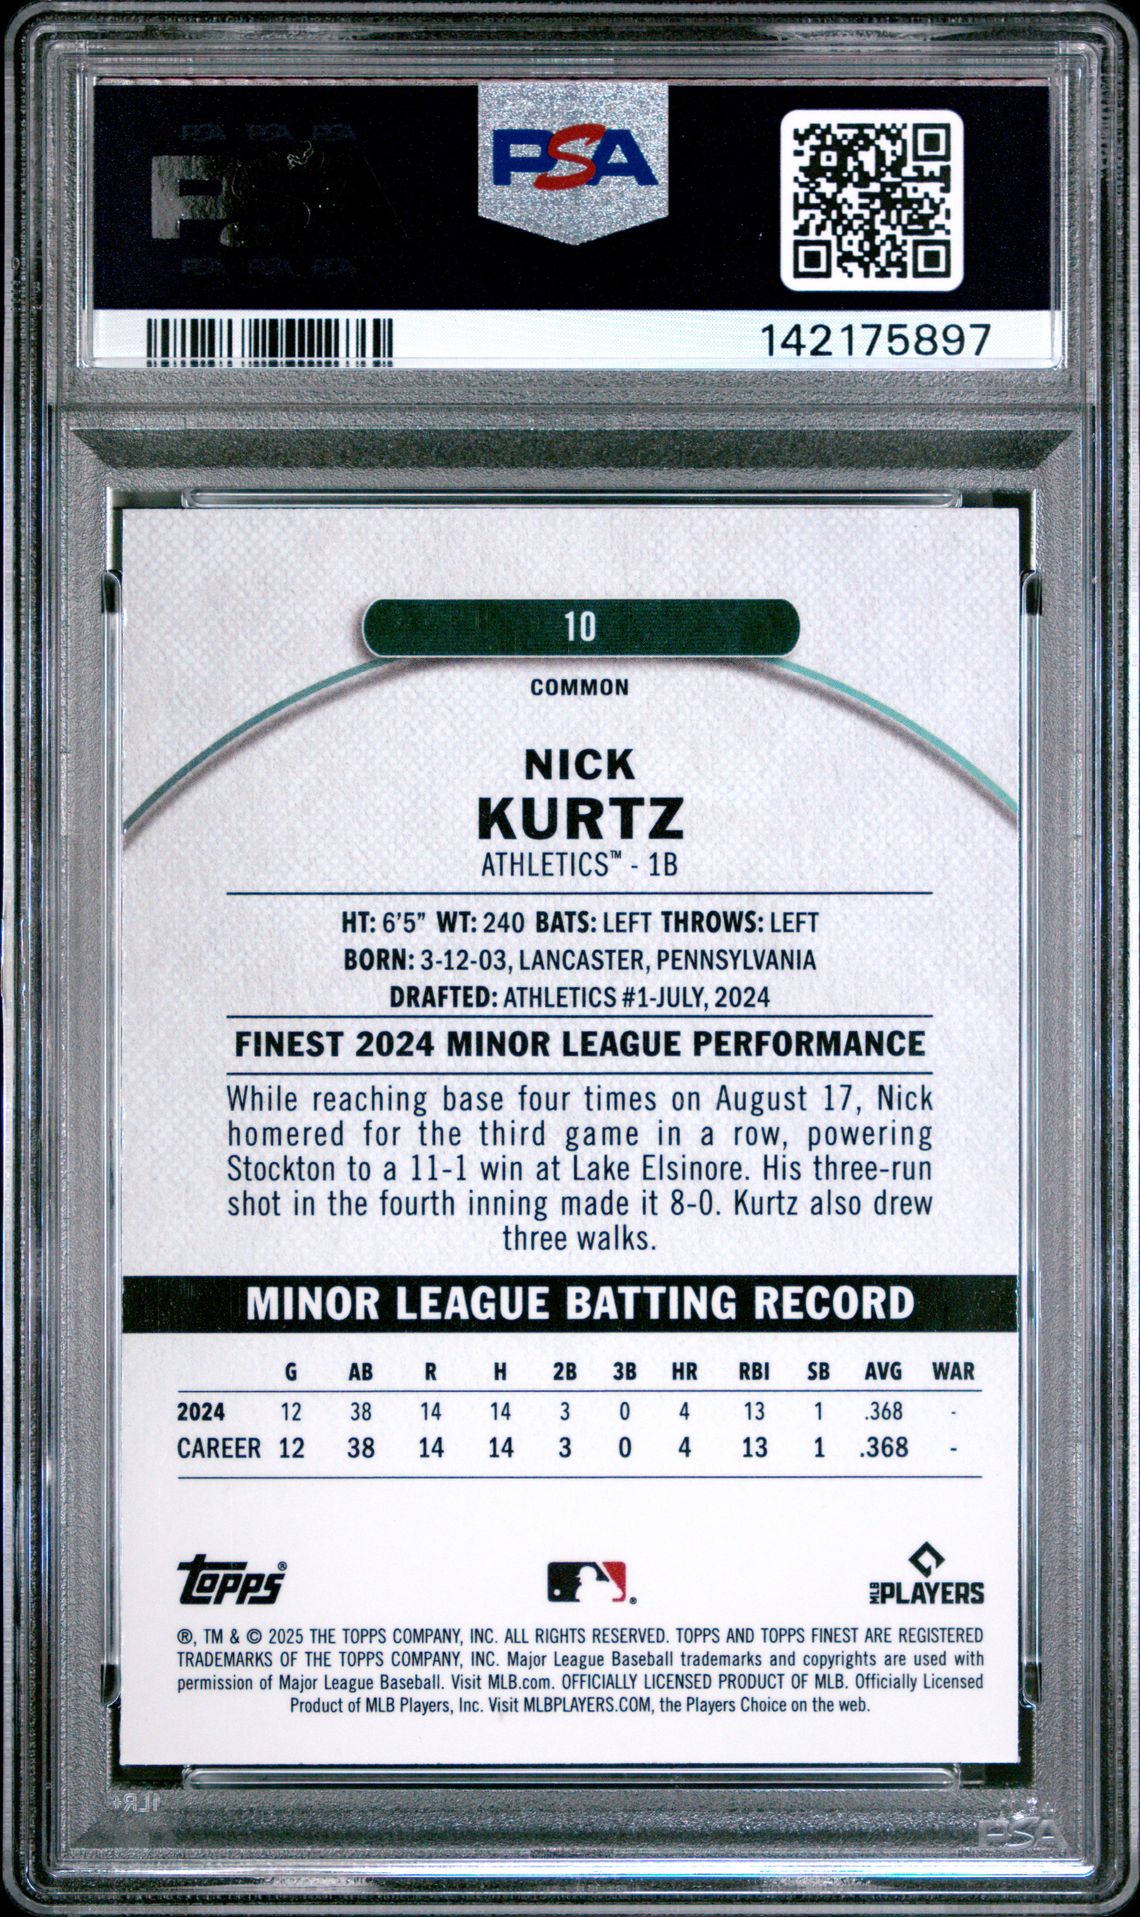 PSA PSA PSA
PSA
PSA PSA PSA
142175897
10
COMMON
NICK
KURTZ
ATHLETICS™ - 1B
HT: 6'5" WT: 240 BATS: LEFT THROWS: LEFT
BORN: 3-12-03, LANCASTER, PENNSYLVANIA
DRAFTED: ATHLETICS #1-JULY, 2024
FINEST 2024 MINOR LEAGUE PERFORMANCE
While reaching base four times on August 17, Nick
homered for the third game in a row, powering
Stockton to a 11-1 win at Lake Elsinore. His three-run
shot in the fourth inning made it 8-0. Kurtz also drew
three walks.
MINOR LEAGUE BATTING RECORD
G AB R H 2B 3B HR RBI SB AVG WAR
2024 12 38 14 14 3 0 4 13 1 .368 -
CAREER 12 38 14 14 3 0 4 13 1 .368 -
Topps® ® MLB PLAYERS
®, TM & © 2025 THE TOPPS COMPANY, INC. ALL RIGHTS RESERVED. TOPPS AND TOPPS FINEST ARE REGISTERED
TRADEMARKS OF THE TOPPS COMPANY, INC. Major League Baseball trademarks and copyrights are used with
permission of Major League Baseball. Visit MLB.com. OFFICIALLY LICENSED PRODUCT OF MLB. Officially Licensed
Product of MLB Players, Inc. Visit MLBPLAYERS.COM, the Players Choice on the web.
PSA